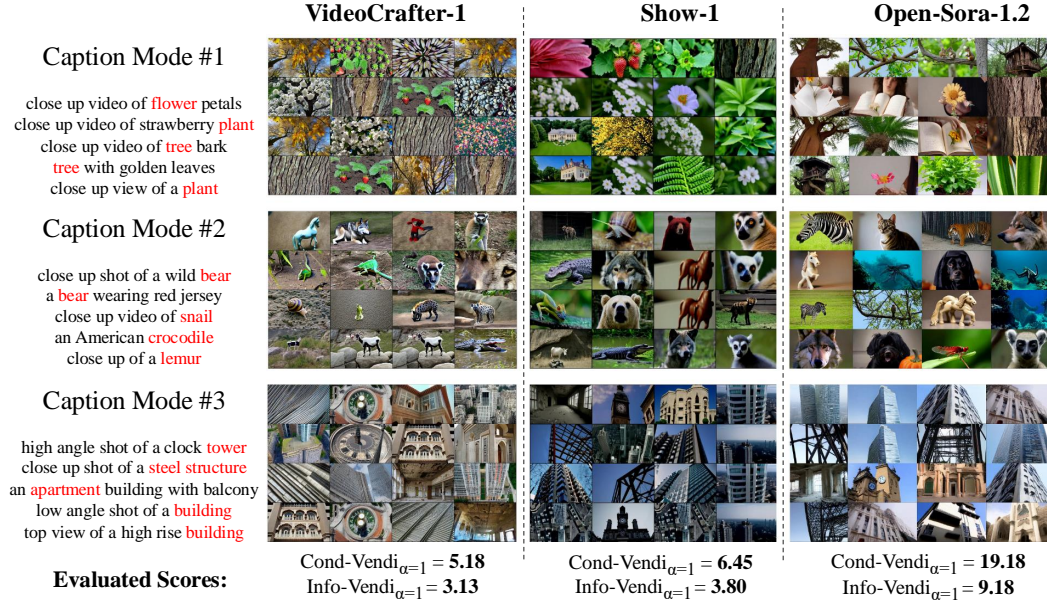 VideoCrafter-1
Show-1
Open-Sora-1.2
Caption Mode #1
close up video of flower petals
close up video of strawberry plant
close up video of tree bark
tree with golden leaves
close up view of a plant
Caption Mode #2
close up shot of a wild bear
a bear wearing red jersey
close up video of snail
an American crocodile
close up of a lemur
Caption Mode #3
high angle shot of a clock tower
close up shot of a steel structure
an apartment building with balcony
low angle shot of a building
top view of a high rise building
Evaluated Scores:
Cond-Vendi α=1 = 5.18
Info-Vendi α=1 = 3.13
Cond-Vendi α=1 = 6.45
Info-Vendi α=1 = 3.80
Cond-Vendi α=1 = 19.18
Info-Vendi α=1 = 9.18